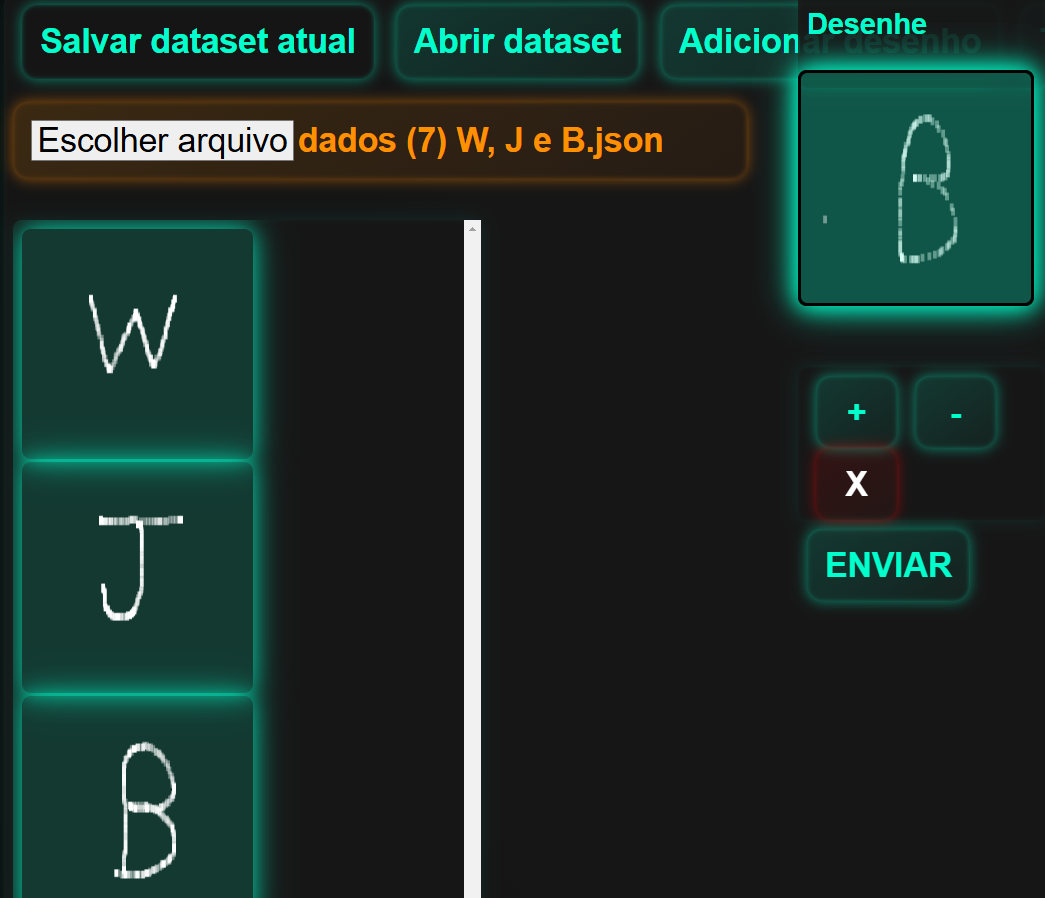 Salvar dataset atual
Abrir dataset
Adicionar desenho
Desenhe
Escolher arquivo dados (7) W, J e B.json
B
W
J
B
+
-
X
ENVIAR